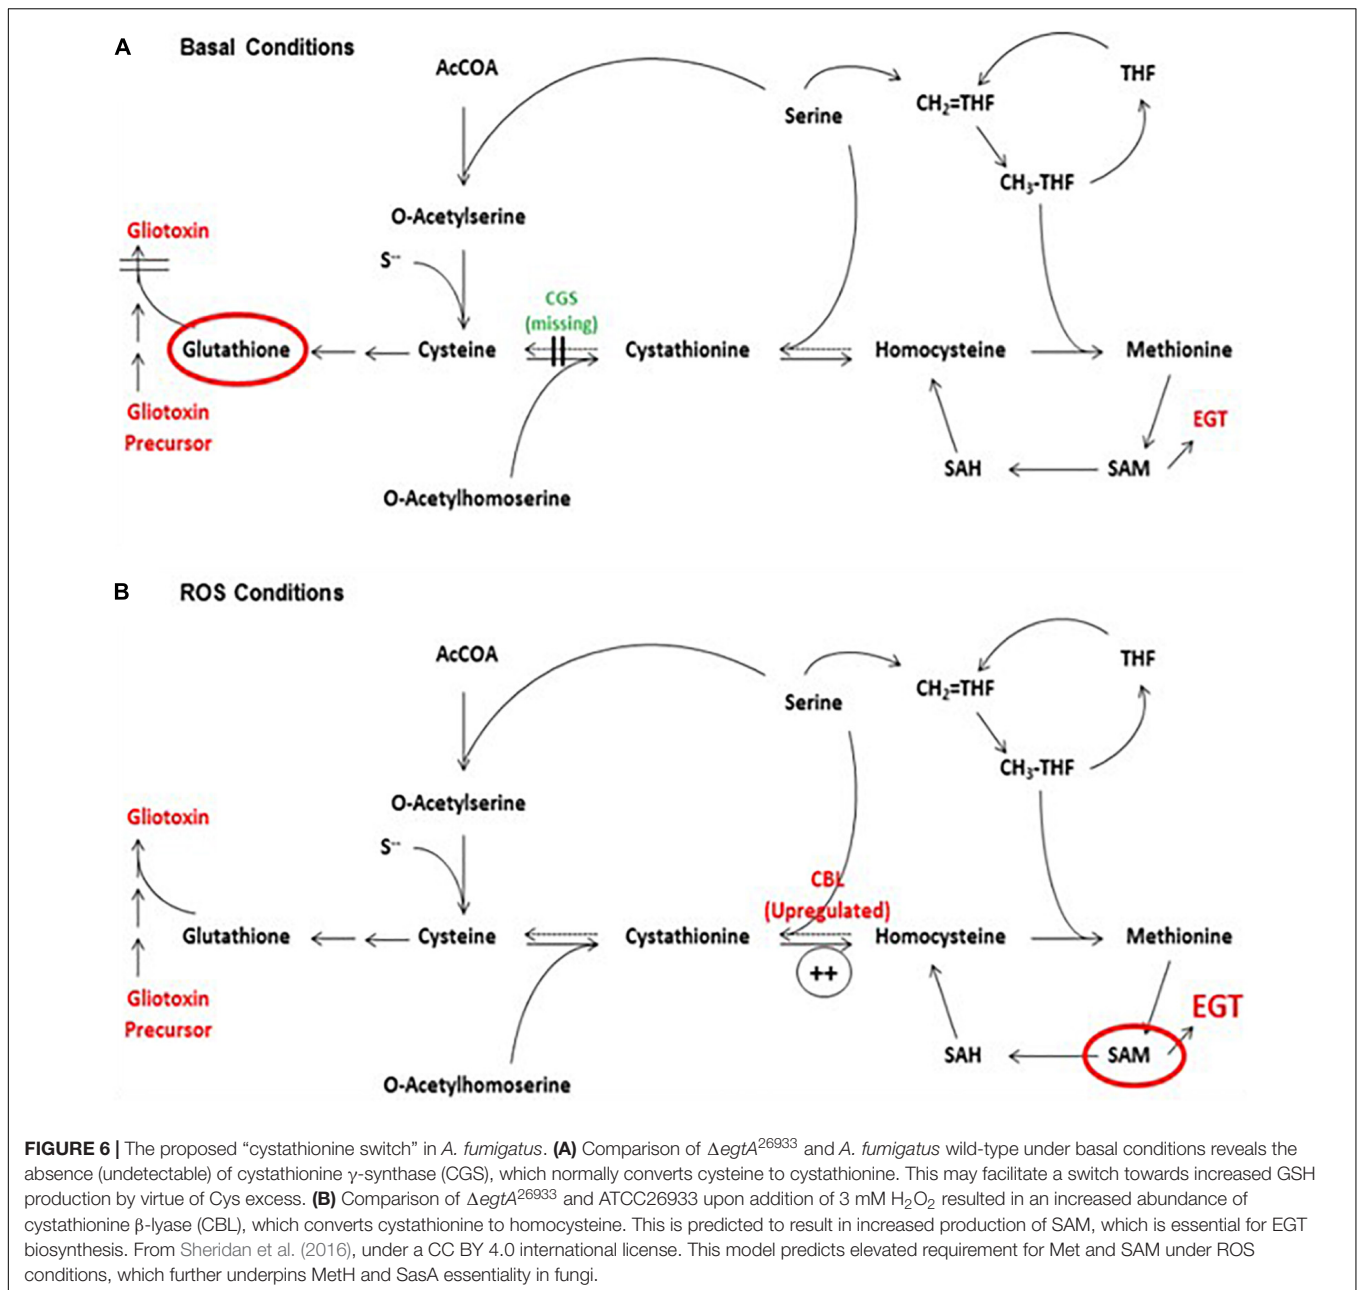 A Basal Conditions
AcCOA
Serine
CH₂=THF
THF
CH₃-THF
O-Acetylserine
Gliotoxin
S--
CGS
(missing)
Glutathione
Cysteine
Cystathionine
Homocysteine
Methionine
Gliotoxin
Precursor
EGT
SAH
SAM
O-Acetylhomoserine
B ROS Conditions
AcCOA
Serine
CH₂=THF
THF
CH₃-THF
O-Acetylserine
Gliotoxin
S--
CBL
(Upregulated)
Glutathione
Cysteine
Cystathionine
Homocysteine
Methionine
++
Gliotoxin
Precursor
EGT
SAH
SAM
O-Acetylhomoserine
FIGURE 6 | The proposed “cystathionine switch” in A. fumigatus. (A) Comparison of ΔegtA²⁶⁹³³ and A. fumigatus wild-type under basal conditions reveals the
absence (undetectable) of cystathionine γ-synthase (CGS), which normally converts cysteine to cystathionine. This may facilitate a switch towards increased GSH
production by virtue of Cys excess. (B) Comparison of ΔegtA²⁶⁹³³ and ATCC26933 upon addition of 3 mM H₂O₂ resulted in an increased abundance of
cystathionine β-lyase (CBL), which converts cystathionine to homocysteine. This is predicted to result in increased production of SAM, which is essential for EGT
biosynthesis. From Sheridan et al. (2016), under a CC BY 4.0 international license. This model predicts elevated requirement for Met and SAM under ROS
conditions, which further underpins MetH and SasA essentiality in fungi.